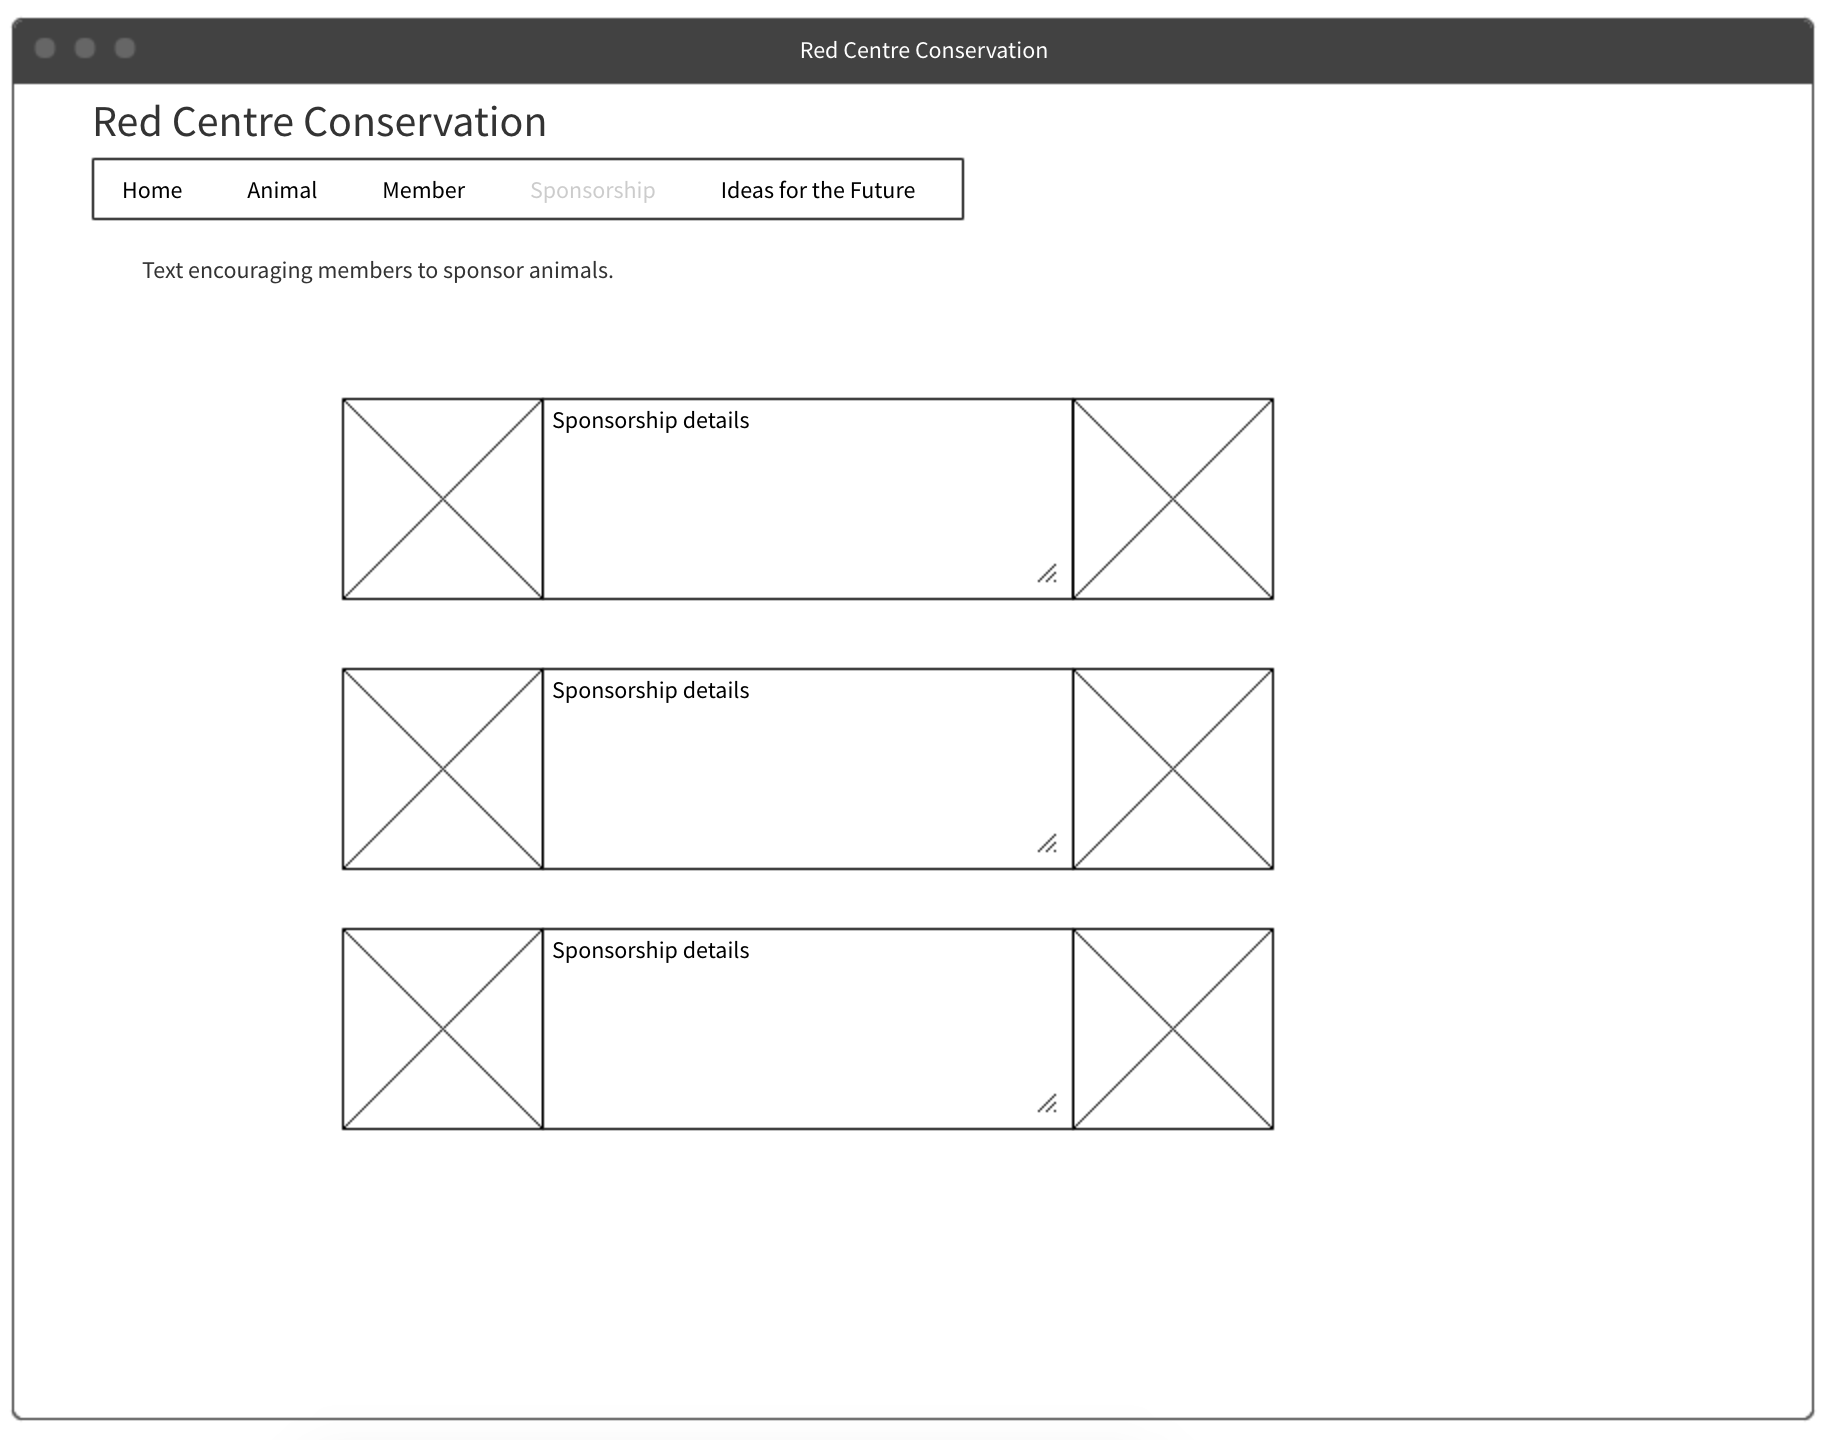 Red Centre Conservation
Red Centre Conservation
Home Animal Member Sponsorship Ideas for the Future
Text encouraging members to sponsor animals.
Sponsorship details
Sponsorship details
Sponsorship details